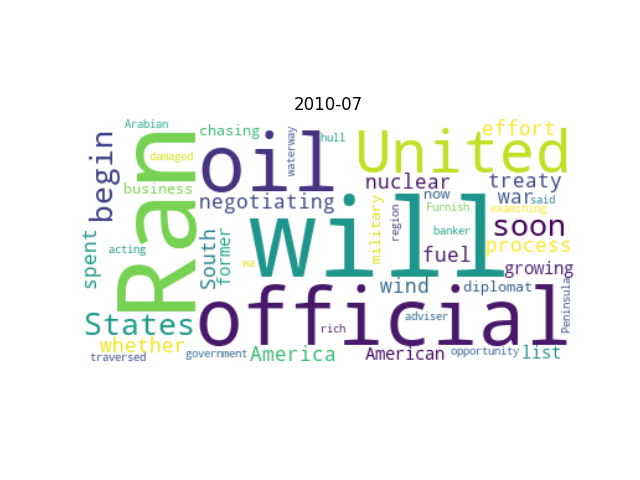 2010-07
Arabian
chasing
hull
waterway
effort
United
damaged
begin
Ran
oil
business
nuclear
treaty
negotiating
war
said
now
Furnish
examining
will
soon
military
region
banker
process
South
former
acting
spent
wa
fuel
growing
wind
diplomat
Peninsula
official
States
rich
adviser
whether
traversed
government
America
American
opportunity
list